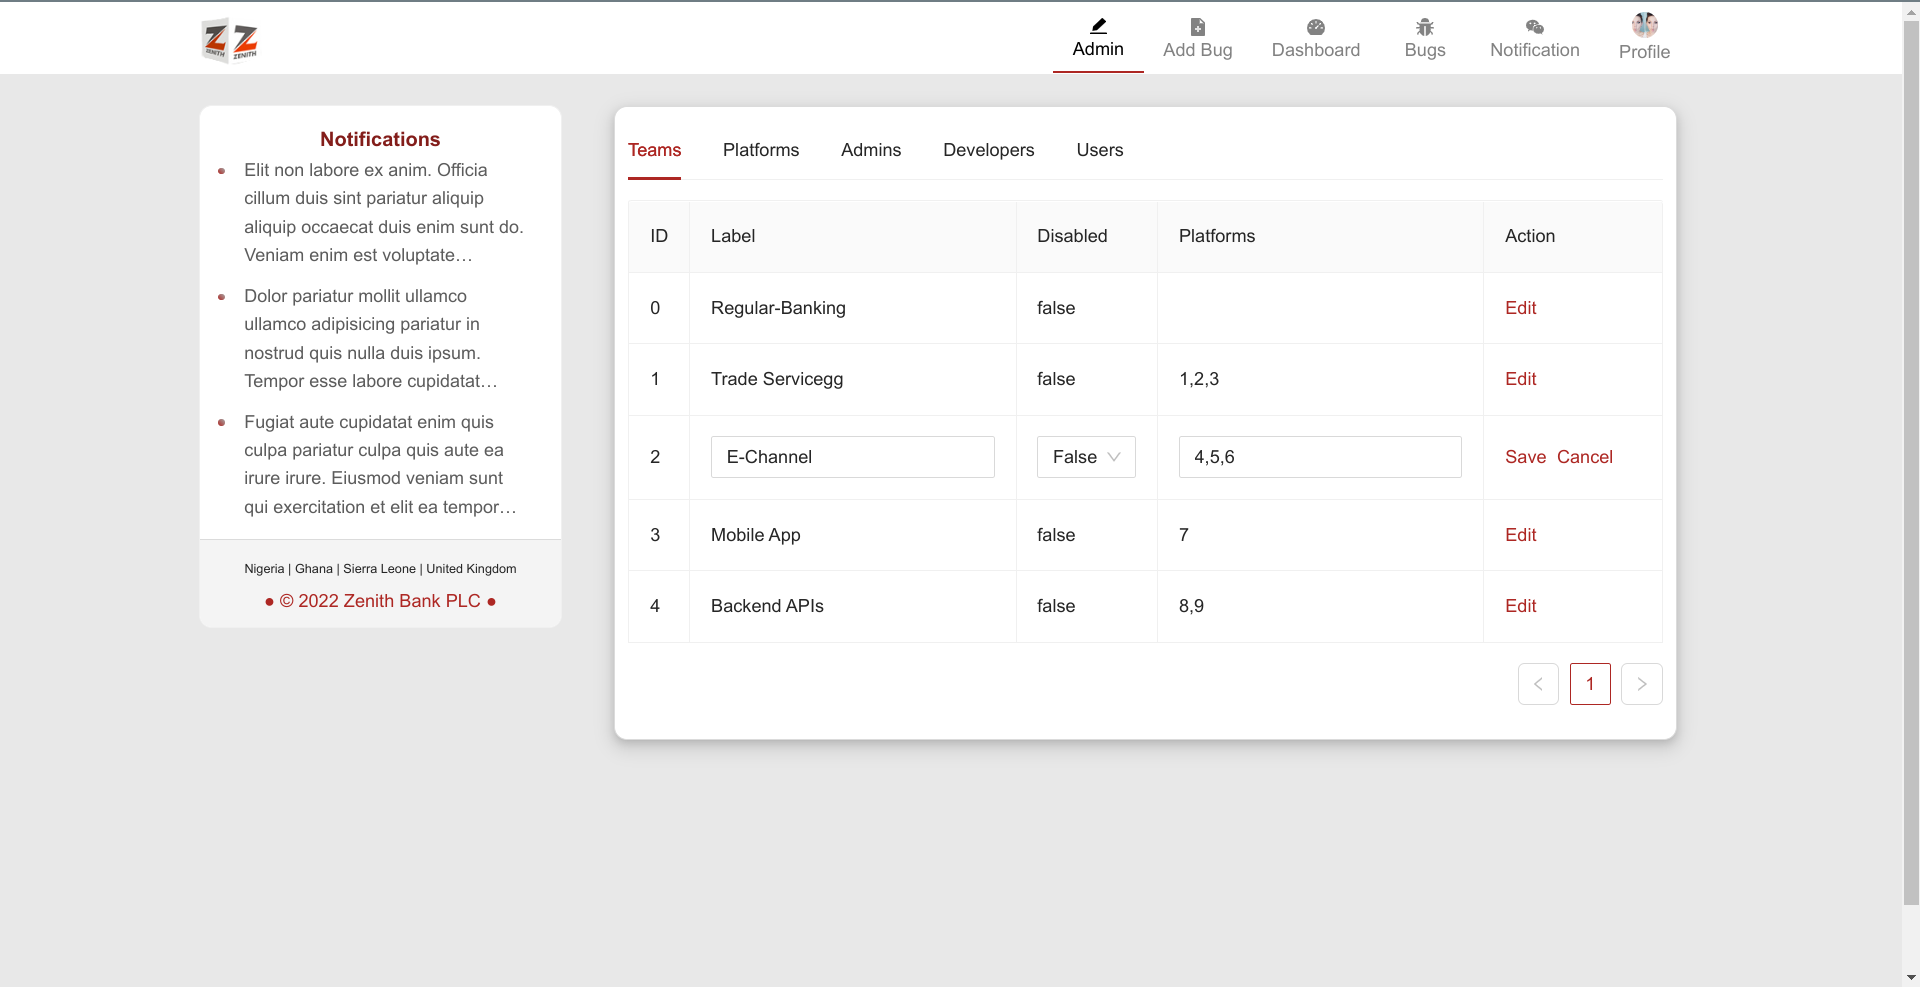 ZENITH
ZENITH
Admin
Add Bug
Dashboard
Bugs
Notification
Profile
Notifications
Elit non labore ex anim. Officia
cillum duis sint pariatur aliquip
aliquip occaecat duis enim sunt do.
Veniam enim est voluptate…
Dolor pariatur mollit ullamco
ullamco adipisicing pariatur in
nostrud quis nulla duis ipsum.
Tempor esse labore cupidatat…
Fugiat aute cupidatat enim quis
culpa pariatur culpa quis aute ea
irure irure. Eiusmod veniam sunt
qui exercitation et elit ea tempor…
Nigeria | Ghana | Sierra Leone | United Kingdom
● © 2022 Zenith Bank PLC ●
Teams Platforms Admins Developers Users
ID Label Disabled Platforms Action
0 Regular-Banking false Edit
1 Trade Servicegg false 1,2,3 Edit
2 E-Channel False 4,5,6 Save Cancel
3 Mobile App false 7 Edit
4 Backend APIs false 8,9 Edit
< 1 >